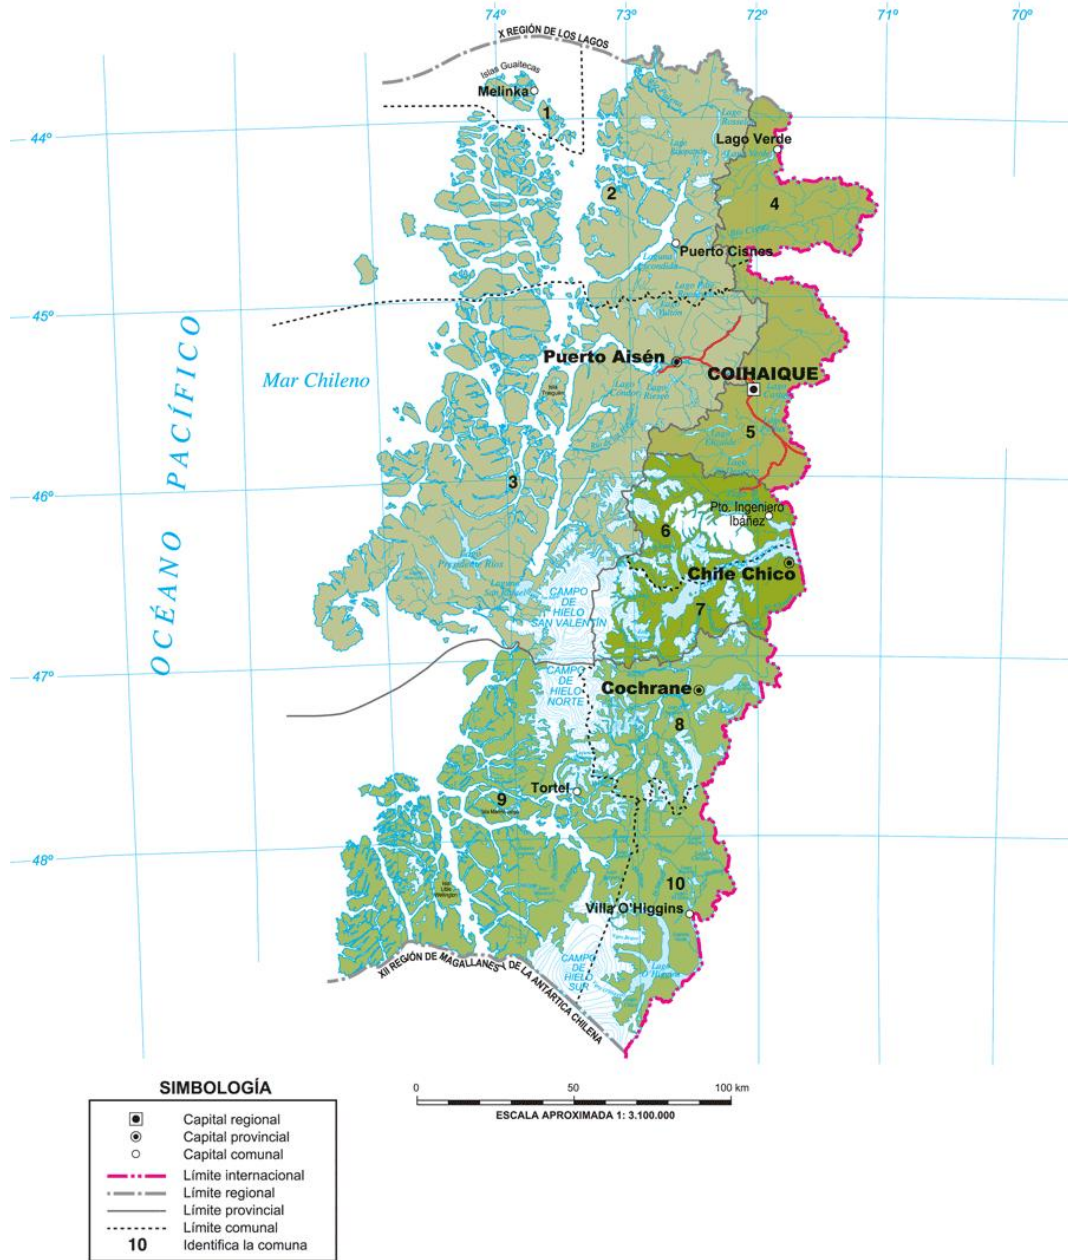 74º
73º
72º
71º
70º
X REGIÓN DE LOS LAGOS
Islas Guaitecas
Melinka
1
44º
Lago Verde
2
4
Puerto Cisnes
45º
Puerto Aisén
COIHAIQUE
Mar Chileno
OCÉANO PACÍFICO
5
3
46º
Pto. Ingeniero
Ibáñez
6
Chile Chico
Presidente Ríos
CAMPO
DE
HIELO
SAN VALENTÍN
7
47º
CAMPO
DE
HIELO
NORTE
Cochrane
8
Tortel
9
48º
10
Villa O'Higgins
CAMPO
DE
HIELO
SUR
Lago
O'Higgins
XII REGIÓN DE MAGALLANES Y DE LA ANTÁRTICA CHILENA
SIMBOLOGÍA
Capital regional
Capital provincial
Capital comunal
Límite internacional
Límite regional
Límite provincial
Límite comunal
10 Identifica la comuna
0 50 100 km
ESCALA APROXIMADA 1: 3.100.000